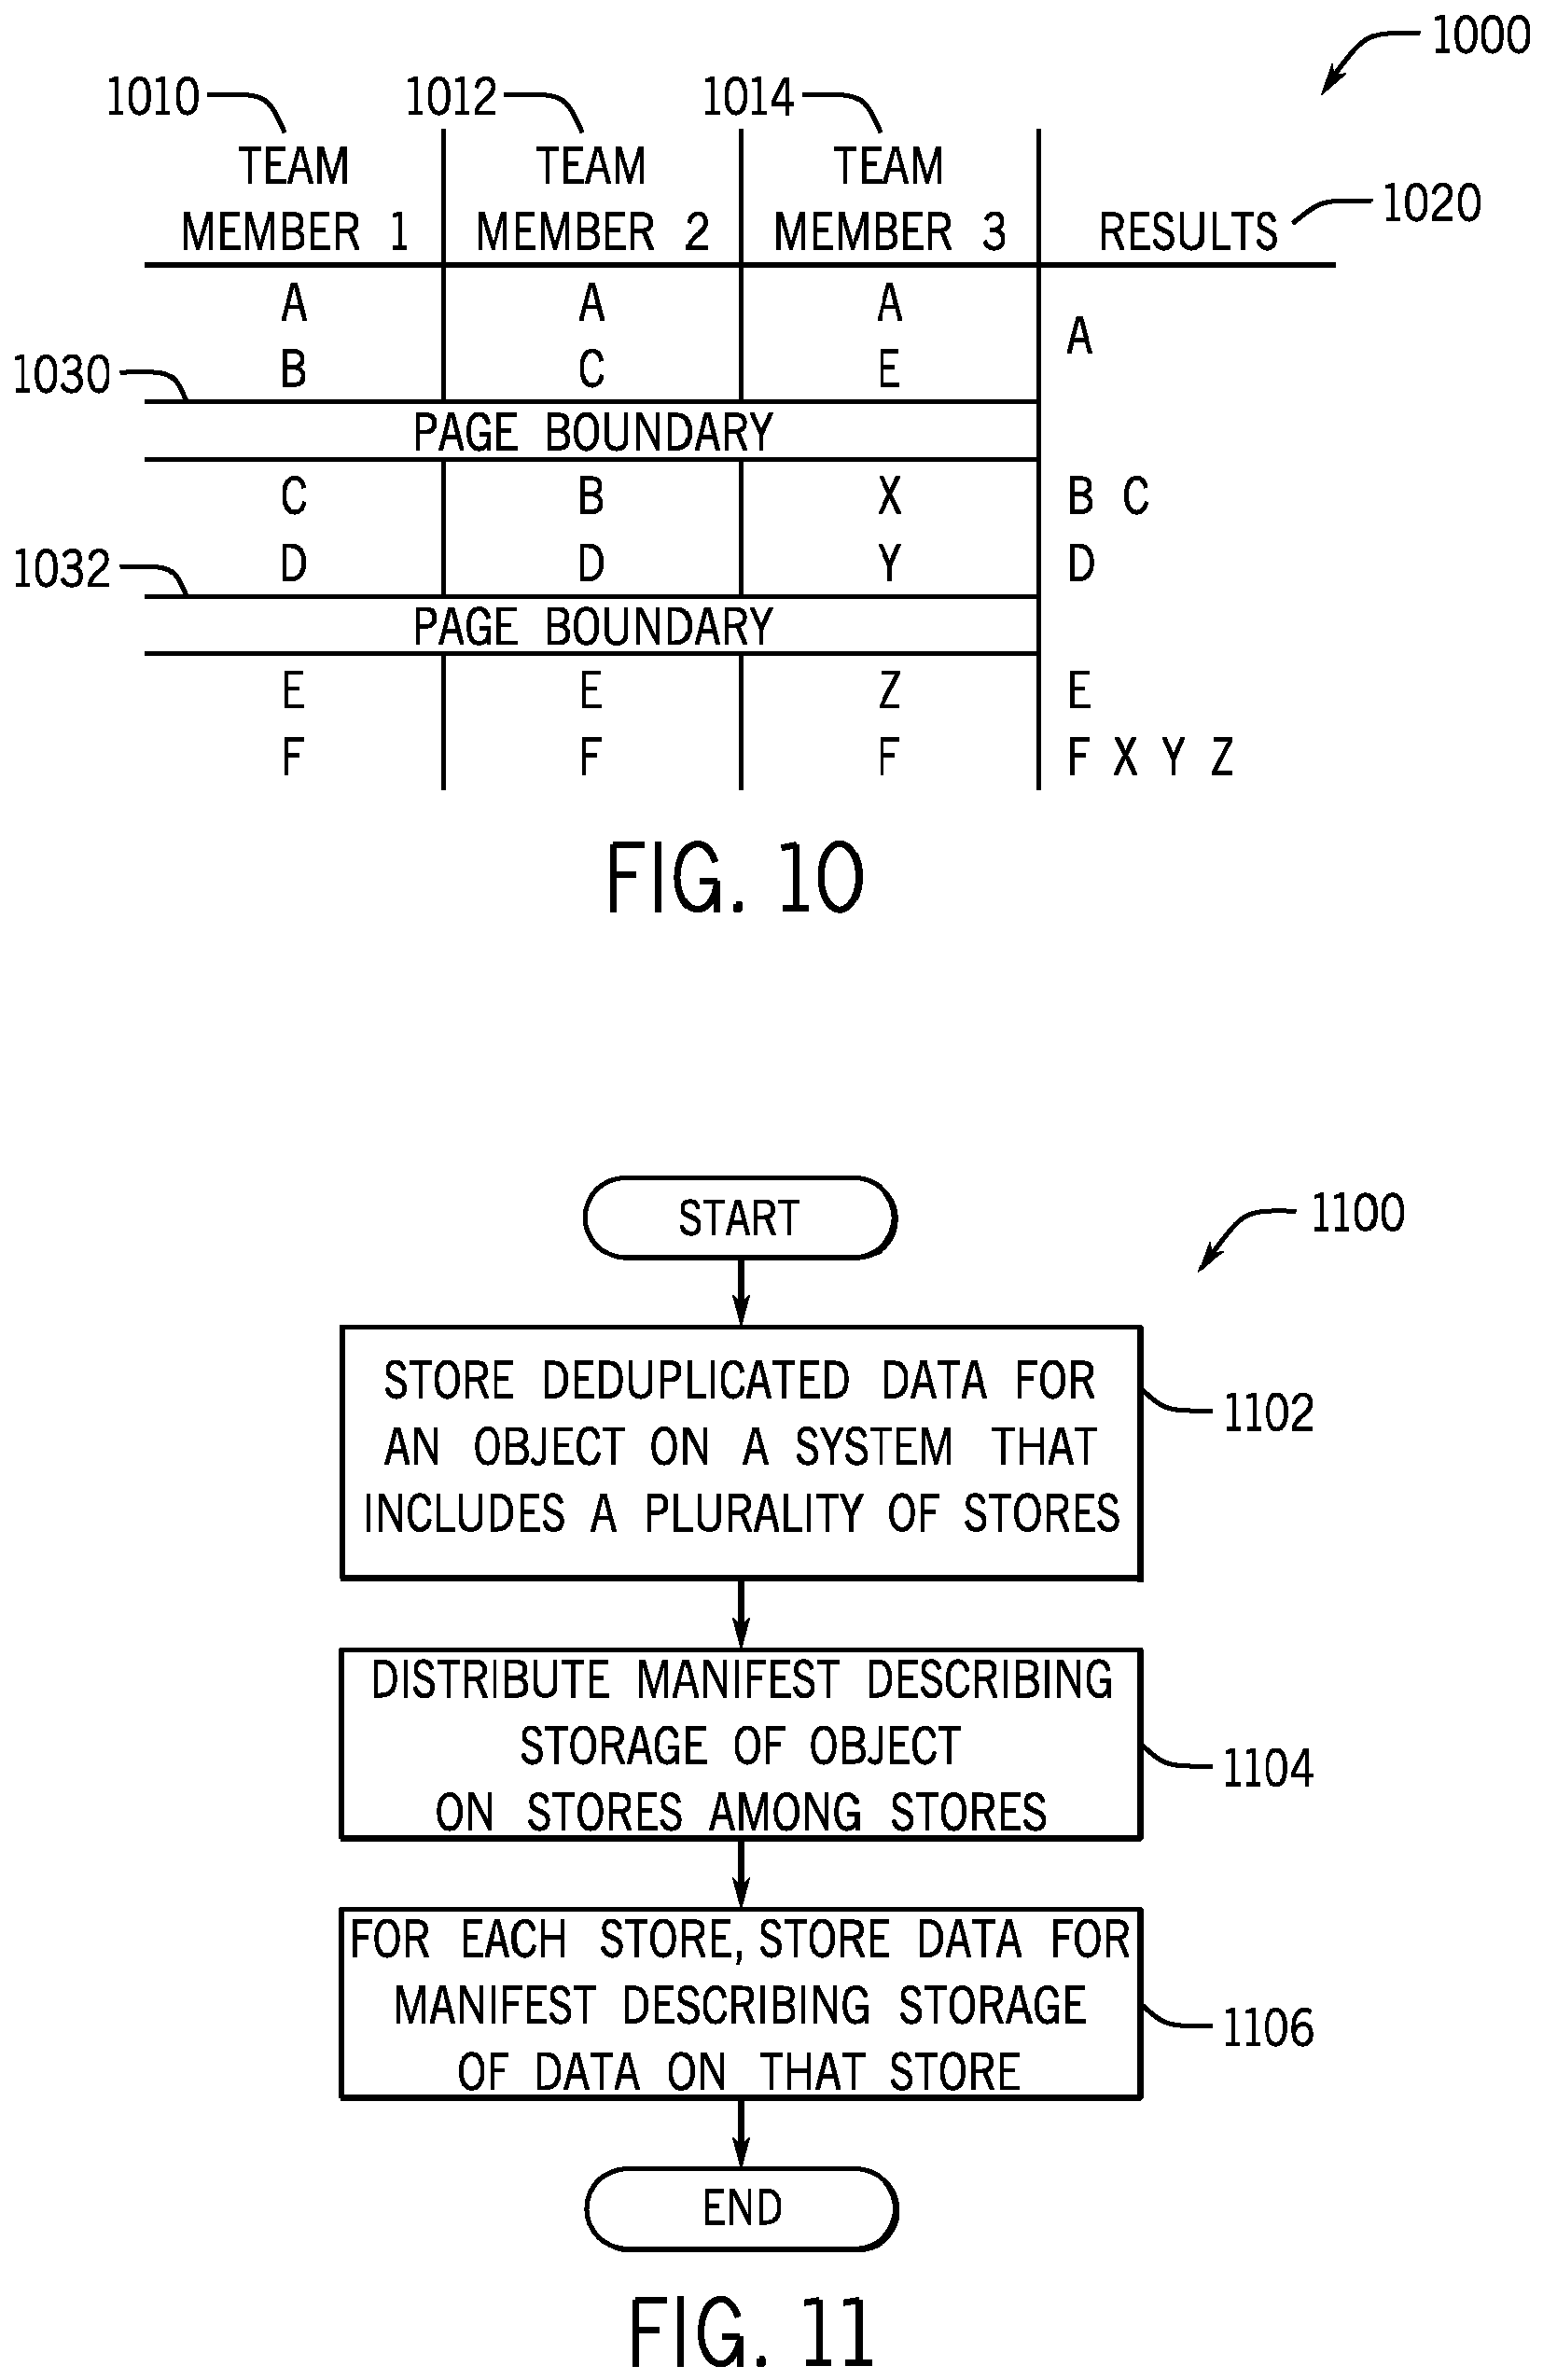 1000
1010 1012 1014
TEAM TEAM TEAM
MEMBER 1 MEMBER 2 MEMBER 3 RESULTS 1020
A A A
A
1030 B C E
PAGE BOUNDARY
C B X B C
1032 D D Y D
PAGE BOUNDARY
E E Z E
F F F F X Y Z
FIG. 10
START
1100
STORE DEDUPLICATED DATA FOR
1102
AN OBJECT ON A SYSTEM THAT
INCLUDES A PLURALITY OF STORES
DISTRIBUTE MANIFEST DESCRIBING
STORAGE OF OBJECT
1104
ON STORES AMONG STORES
FOR EACH STORE, STORE DATA FOR
MANIFEST DESCRIBING STORAGE
1106
OF DATA ON THAT STORE
END
FIG. 11